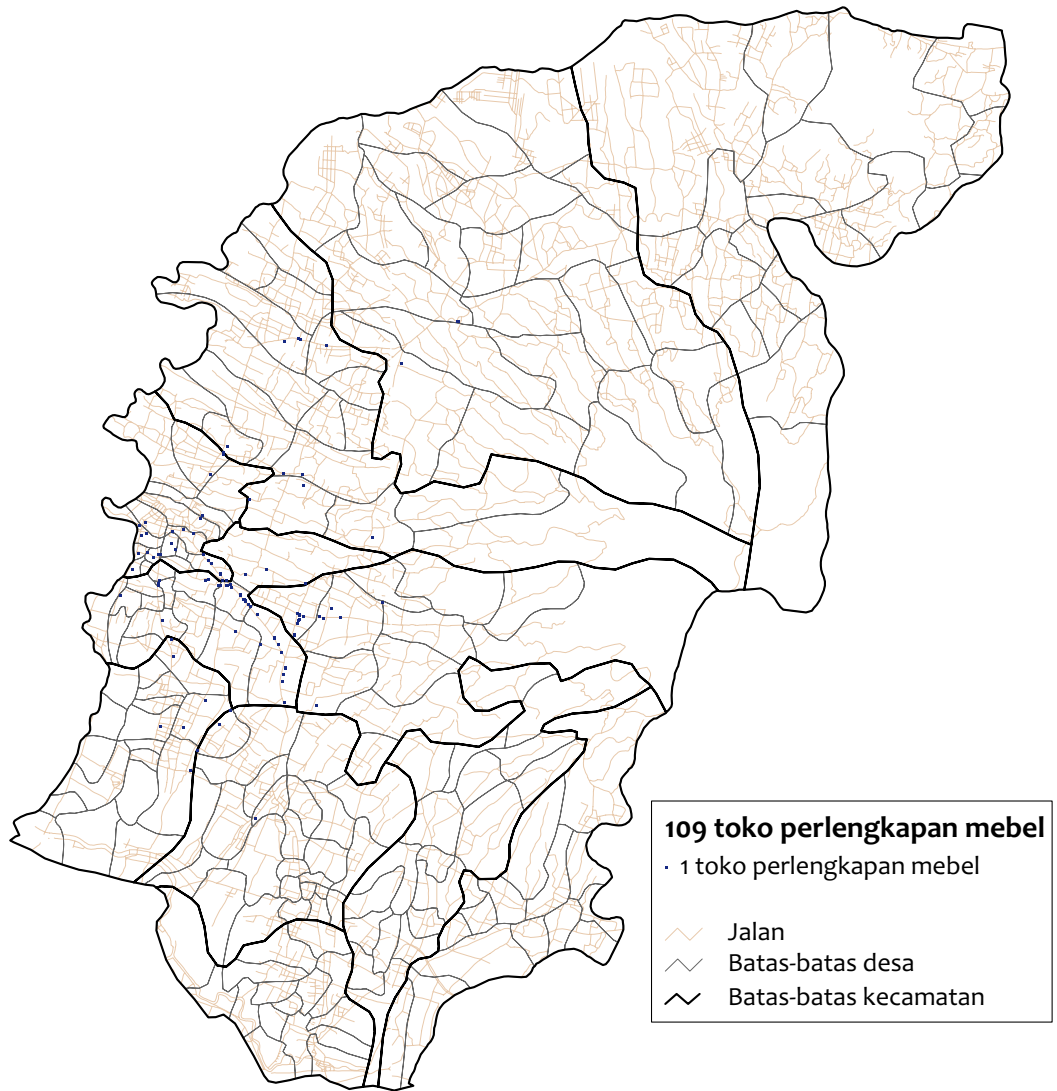 109 toko perlengkapan mebel
1 toko perlengkapan mebel
Jalan
Batas-batas desa
Batas-batas kecamatan